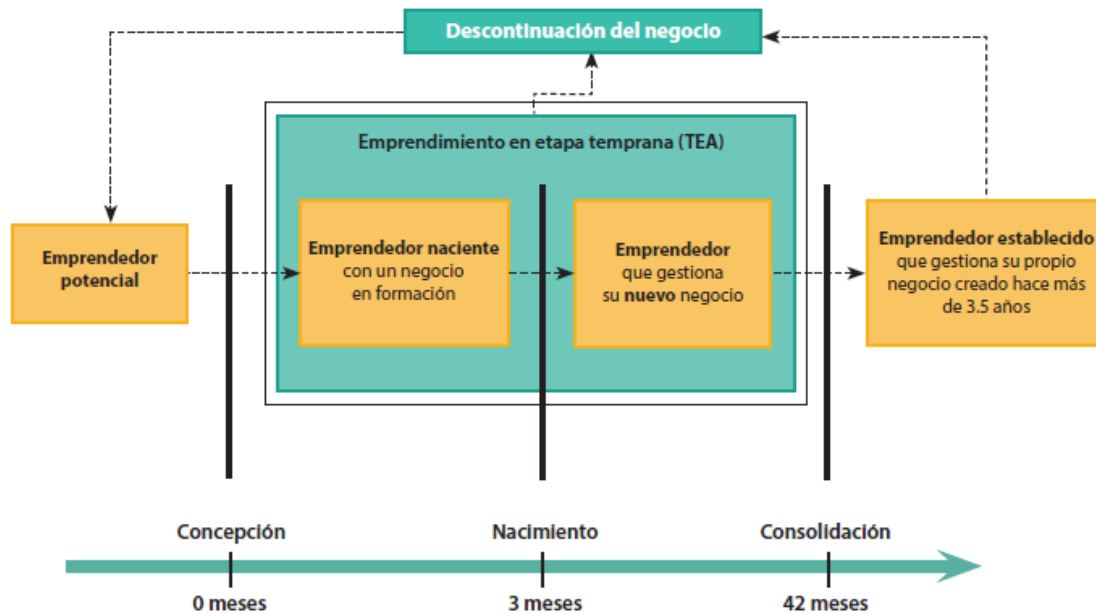 Descontinuación del negocio
Emprendimiento en etapa temprana (TEA)
Emprendedor
potencial
Emprendedor naciente
con un negocio
en formación
Emprendedor
que gestiona
su nuevo negocio
Emprendedor establecido
que gestiona su propio
negocio creado hace más
de 3.5 años
Concepción
Nacimiento
Consolidación
0 meses
3 meses
42 meses